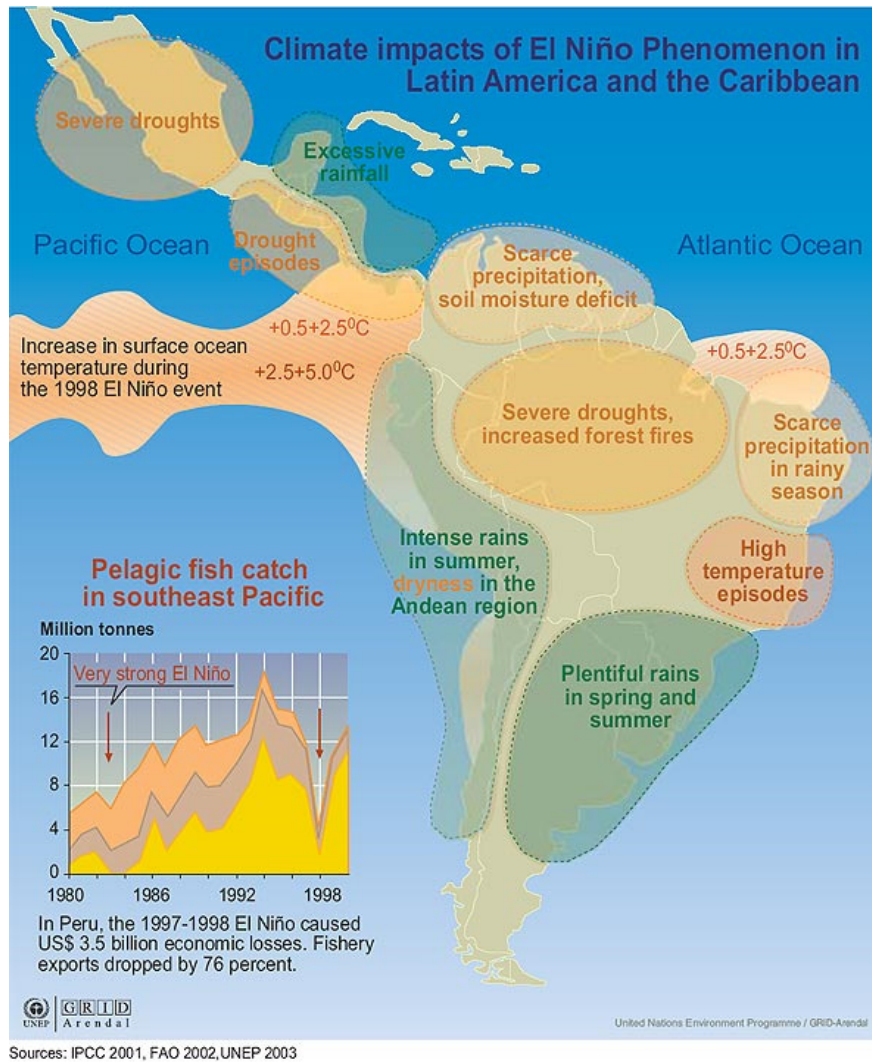 Climate impacts of El Niño Phenomenon in
Latin America and the Caribbean
Severe droughts
Excessive
rainfall
Pacific Ocean
Drought
episodes
Scarce
precipitation,
soil moisture deficit
Atlantic Ocean
+0.5+2.5⁰C
Increase in surface ocean
temperature during
the 1998 El Niño event
+2.5+5.0⁰C
+0.5+2.5⁰C
Severe droughts,
increased forest fires
Scarce
precipitation
in rainy
season
Intense rains
in summer,
dryness in the
Andean region
High
temperature
episodes
Plentiful rains
in spring and
summer
Pelagic fish catch
in southeast Pacific
Million tonnes
20
16
12
8
4
0
Very strong El Niño
1980 1986 1992 1998
In Peru, the 1997-1998 El Niño caused
US$ 3.5 billion economic losses. Fishery
exports dropped by 76 percent.
UNEP
GRID
Arendal
United Nations Environment Programme / GRID-Arendal
Sources: IPCC 2001, FAO 2002,UNEP 2003